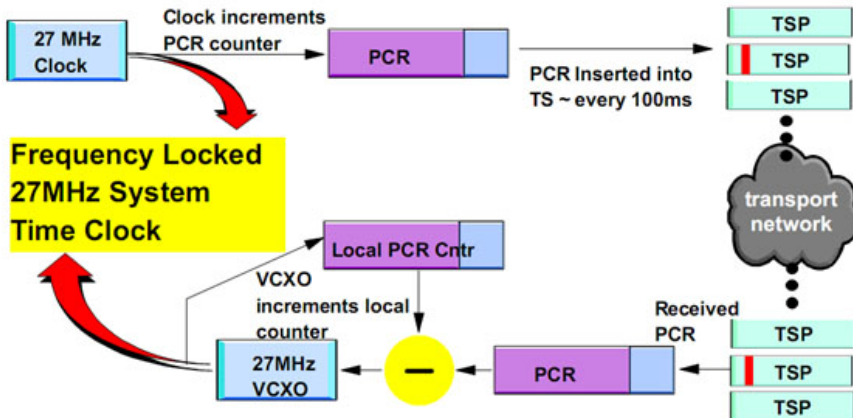 27 MHz
Clock
Clock increments
PCR counter
PCR
PCR Inserted into
TS ~ every 100ms
TSP
TSP
TSP
Frequency Locked
27MHz System
Time Clock
transport
network
Local PCR Cntr
VCXO
increments local
counter
27MHz
VCXO
−
PCR
Received
PCR
TSP
TSP
TSP